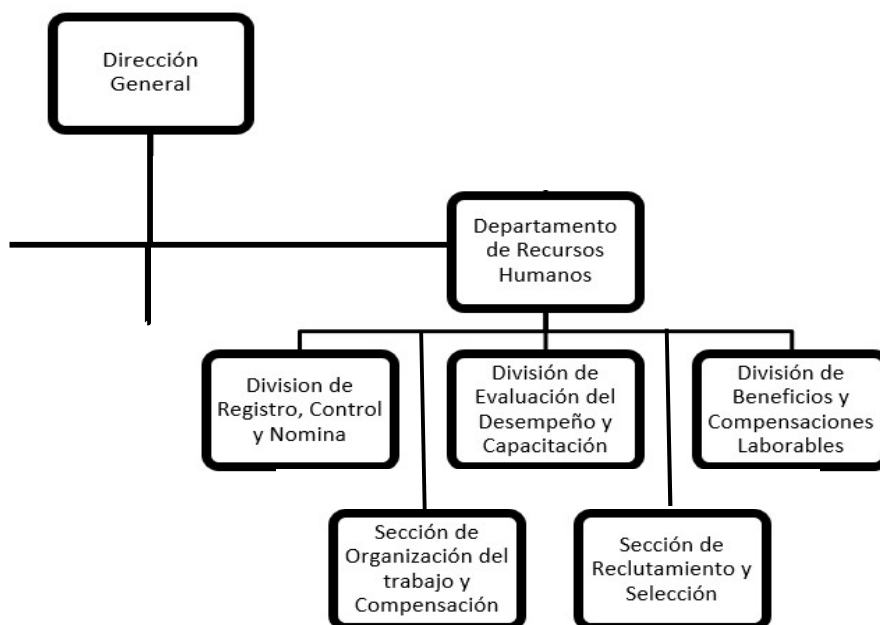 Dirección
General
Departamento
de Recursos
Humanos
Division de
Registro, Control
y Nomina
División de
Evaluación del
Desempeño y
Capacitación
División de
Beneficios y
Compensaciones
Laborables
Sección de
Organización del
trabajo y
Compensación
Sección de
Reclutamiento y
Selección